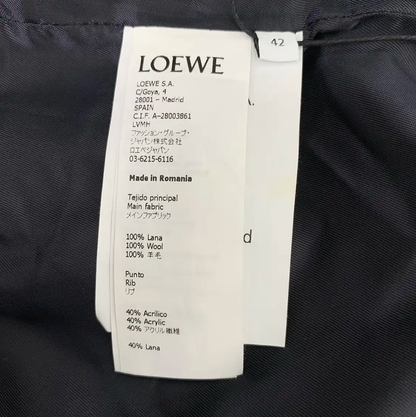 42
LOEWE
LOEWE S.A.
C/Goya, 4
28001 - Madrid
SPAIN
C.I.F. A-28003861
LVMH
ファッション・グループ・
ジャパン株式会社
ロエベジャパン
03-6215-6116
Made in Romania
Tejido principal
Main fabric
メインファブリック
100% Lana
100% Wool
100% 羊毛
Punto
Rib
リブ
40% Acrílico
40% Acrylic
40% アクリル繊維
40% Lana
A.
d